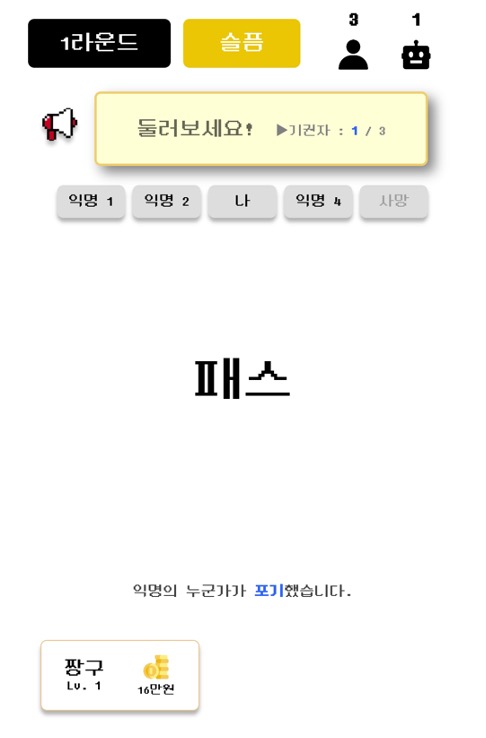 1라운드
슬픔
3
1
둘러보세요! ▶기권자 : 1 / 3
익명 1
익명 2
나
익명 4
사망
패스
익명의 누군가가 포기했습니다.
짱구
Lv. 1
16만원